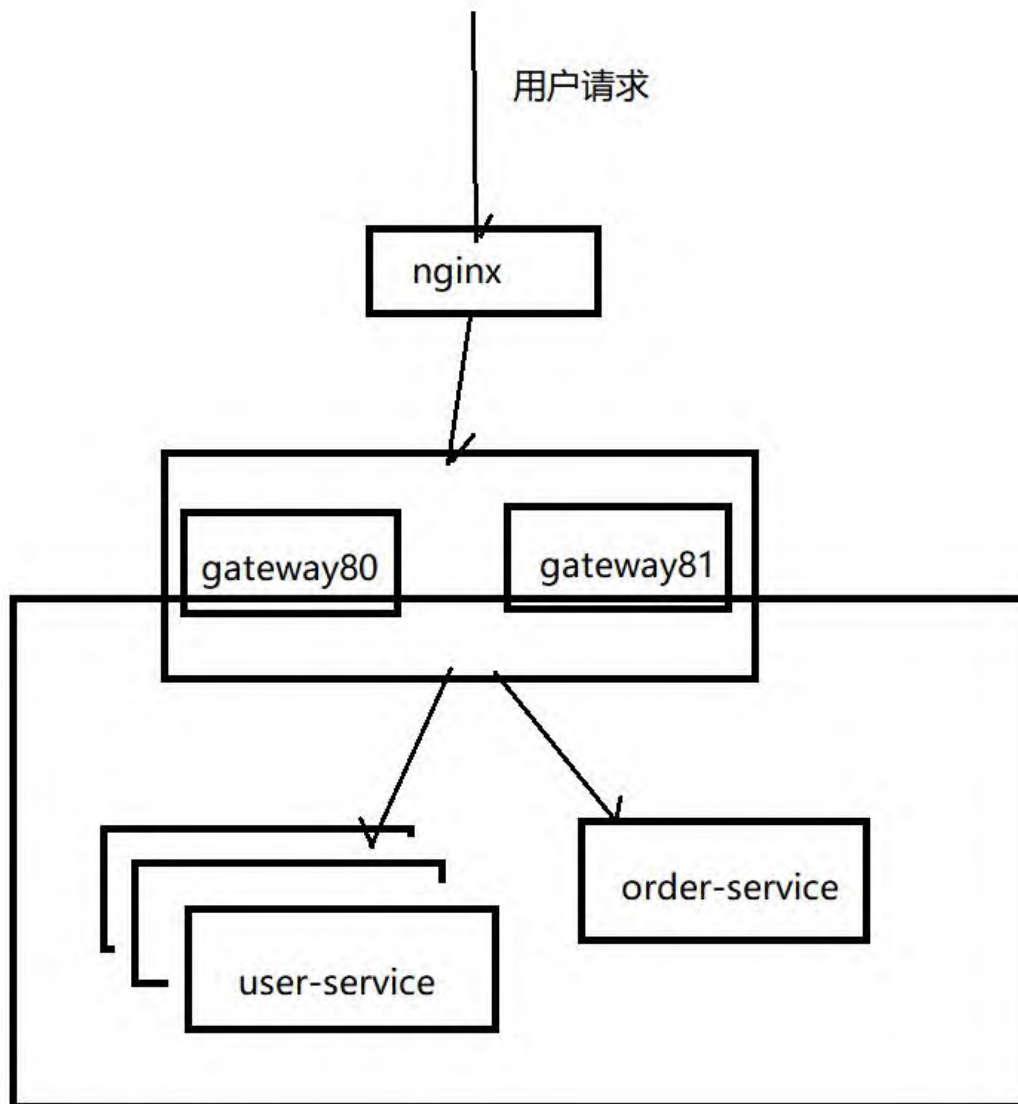 用户请求
nginx
gateway80
gateway81
order-service
user-service